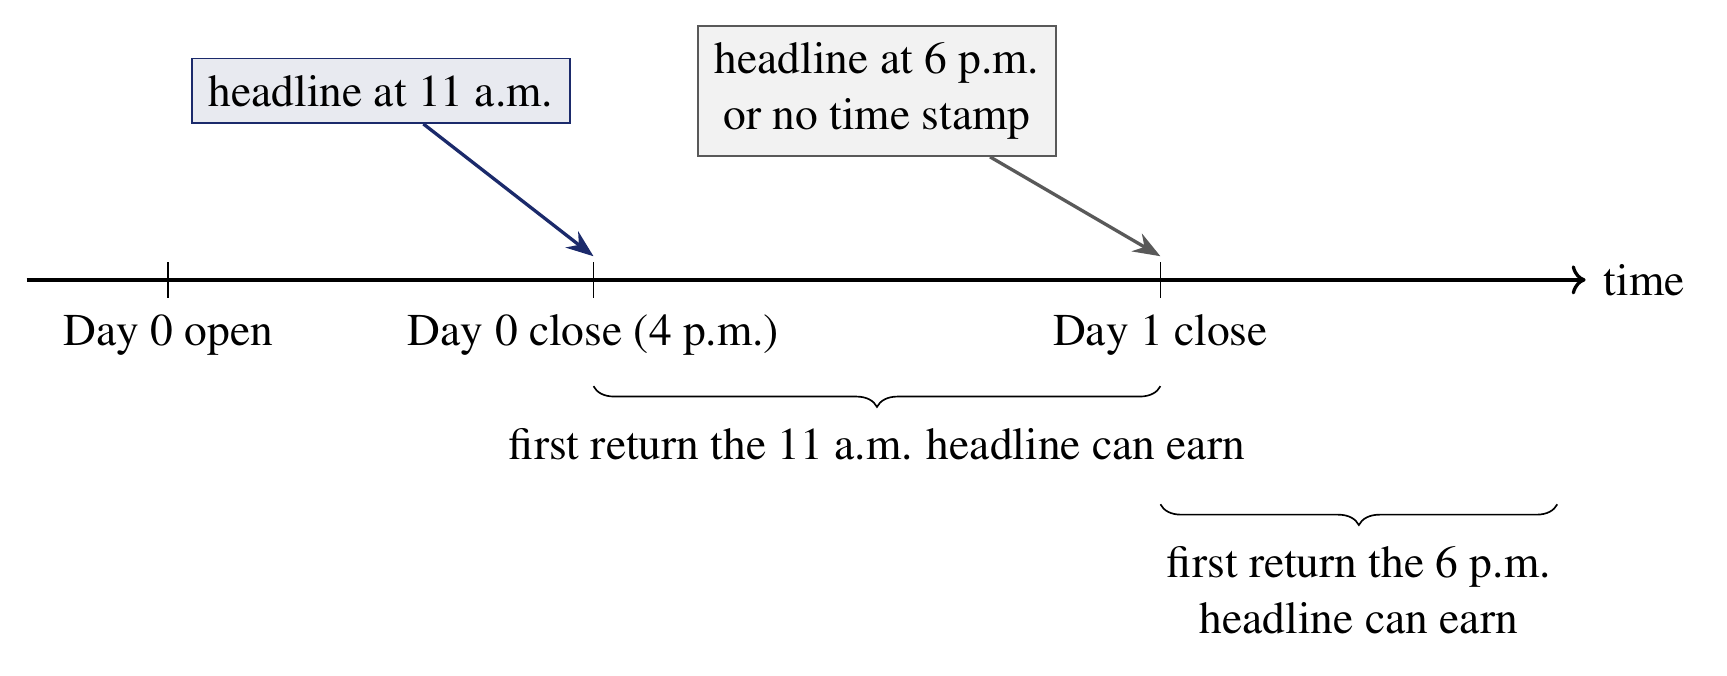 headline at 11 a.m.
headline at 6 p.m.
or no time stamp
time
Day 0 open
Day 0 close (4 p.m.)
Day 1 close
first return the 11 a.m. headline can earn
first return the 6 p.m.
headline can earn